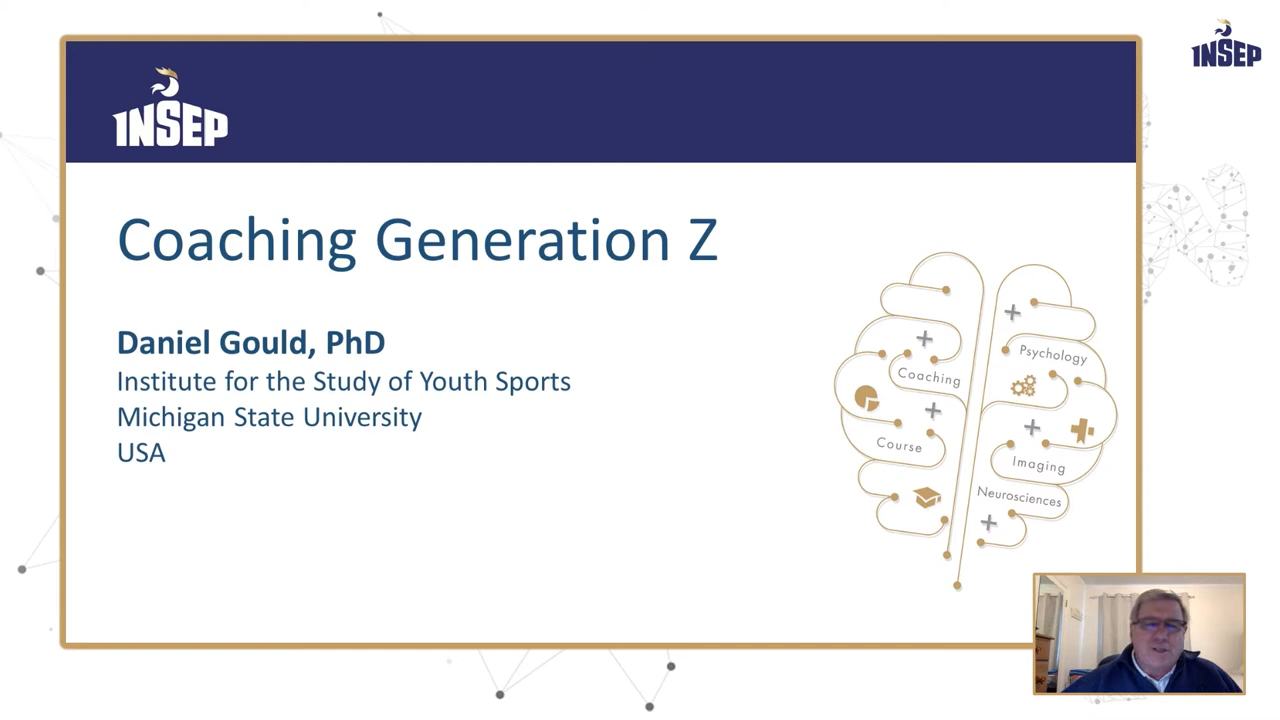 INSEP
INSEP
Coaching Generation Z
Daniel Gould, PhD
Institute for the Study of Youth Sports
Michigan State University
USA
Coaching
Course
Psychology
Imaging
Neurosciences